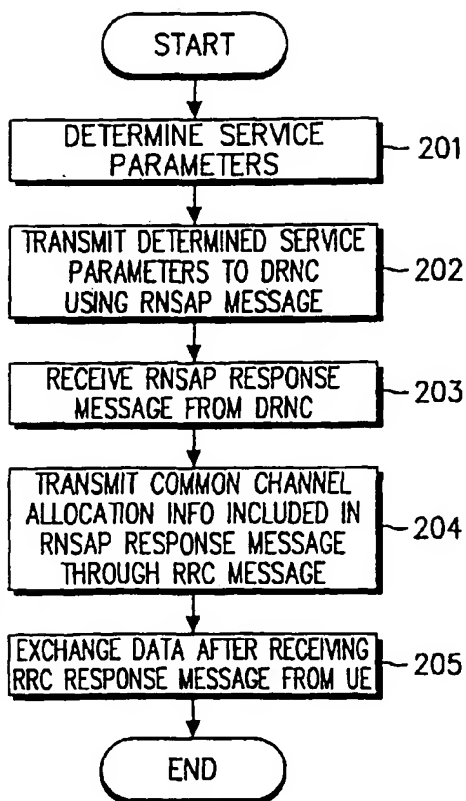 START
DETERMINE SERVICE
PARAMETERS
201
TRANSMIT DETERMINED SERVICE
PARAMETERS TO DRNC
USING RNSAP MESSAGE
202
RECEIVE RNSAP RESPONSE
MESSAGE FROM DRNC
203
TRANSMIT COMMON CHANNEL
ALLOCATION INFO INCLUDED IN
RNSAP RESPONSE MESSAGE
THROUGH RRC MESSAGE
204
EXCHANGE DATA AFTER RECEIVING
RRC RESPONSE MESSAGE FROM UE
205
END